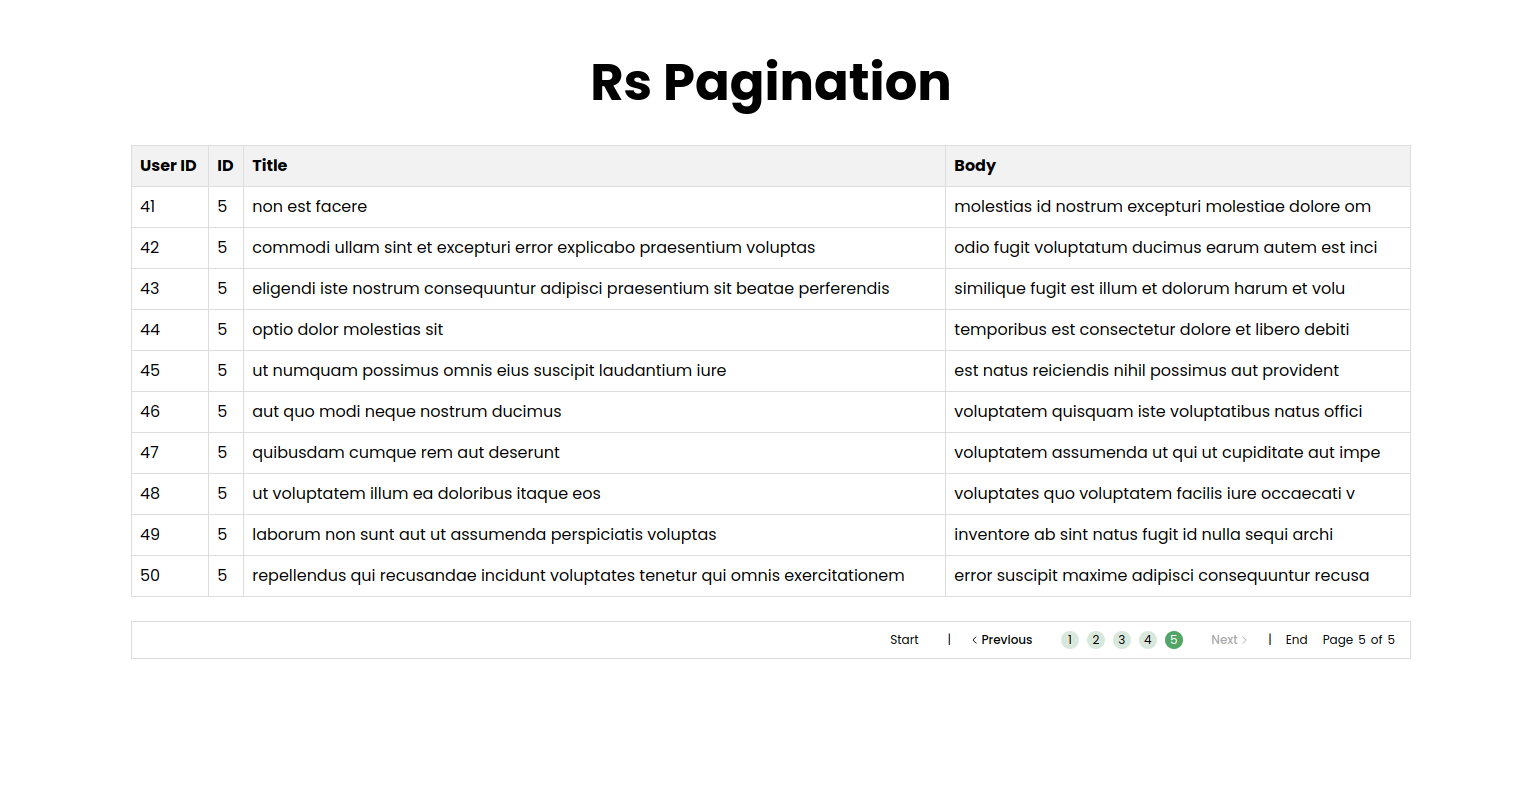 Rs Pagination
User ID ID Title Body
41 5 non est facere molestias id nostrum excepturi molestiae dolore om
42 5 commodi ullam sint et excepturi error explicabo praesentium voluptas odio fugit voluptatum ducimus earum autem est inci
43 5 eligendi iste nostrum consequuntur adipisci praesentium sit beatae perferendis similique fugit est illum et dolorum harum et volu
44 5 optio dolor molestias sit temporibus est consectetur dolore et libero debiti
45 5 ut numquam possimus omnis eius suscipit laudantium iure est natus reiciendis nihil possimus aut provident
46 5 aut quo modi neque nostrum ducimus voluptatem quisquam iste voluptatibus natus offici
47 5 quibusdam cumque rem aut deserunt voluptatem assumenda ut qui ut cupiditate aut impe
48 5 ut voluptatem illum ea doloribus itaque eos voluptates quo voluptatem facilis iure occaecati v
49 5 laborum non sunt aut ut assumenda perspiciatis voluptas inventore ab sint natus fugit id nulla sequi archi
50 5 repellendus qui recusandae incidunt voluptates tenetur qui omnis exercitationem error suscipit maxime adipisci consequuntur recusa
Start | < Previous 1 2 3 4 5 Next > | End Page 5 of 5